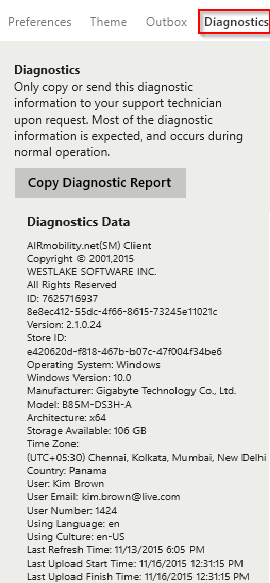 Preferences Theme Outbox Diagnostics
Diagnostics
Only copy or send this diagnostic
information to your support technician
upon request. Most of the diagnostic
information is expected, and occurs during
normal operation.
Copy Diagnostic Report
Diagnostics Data
AIRmobility.net(SM) Client
Copyright © 2001,2015
WESTLAKE SOFTWARE INC.
All Rights Reserved
ID: 7625716937
8e8ec412-55dc-4f66-8615-73245e11021c
Version: 2.1.0.24
Store ID:
e420620d-f818-467b-b07c-47f004f34be6
Operating System: Windows
Windows Version: 10.0
Manufacturer: Gigabyte Technology Co., Ltd.
Model: B85M-DS3H-A
Architecture: x64
Storage Available: 106 GB
Time Zone:
(UTC+05:30) Chennai, Kolkata, Mumbai, New Delhi
Country: Panama
User: Kim Brown
User Email: kim.brown@live.com
User Number: 1424
Using Language: en
Using Culture: en-US
Last Refresh Time: 11/13/2015 6:05 PM
Last Upload Start Time: 11/16/2015 12:31:15 PM
Last Upload Finish Time: 11/16/2015 12:31:15 PM